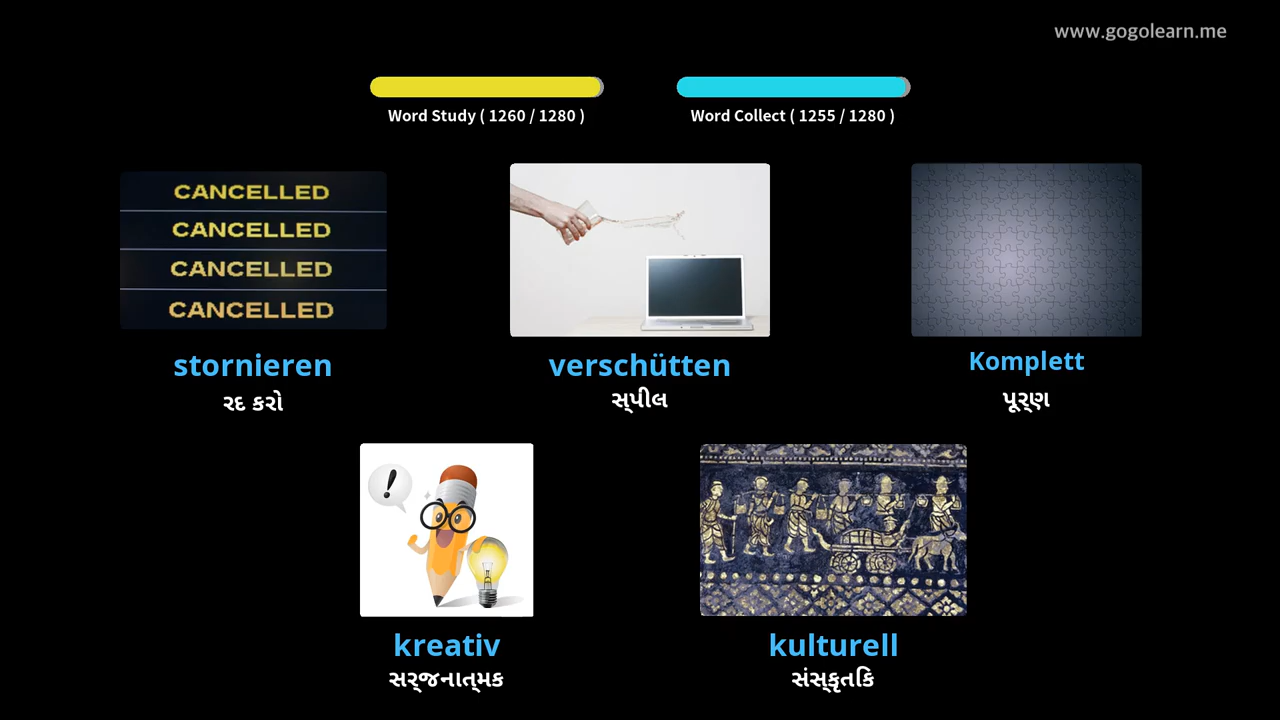 www.gogolearn.me
Word Study ( 1260 / 1280 )
Word Collect ( 1255 / 1280 )
CANCELLED
CANCELLED
CANCELLED
CANCELLED
stornieren
verschütten
Komplett
રદ કરો
સ્પીલ
પૂર્ણ
!
kreativ
kulturell
સર્જનાત્મક
સંસ્કૃતિક